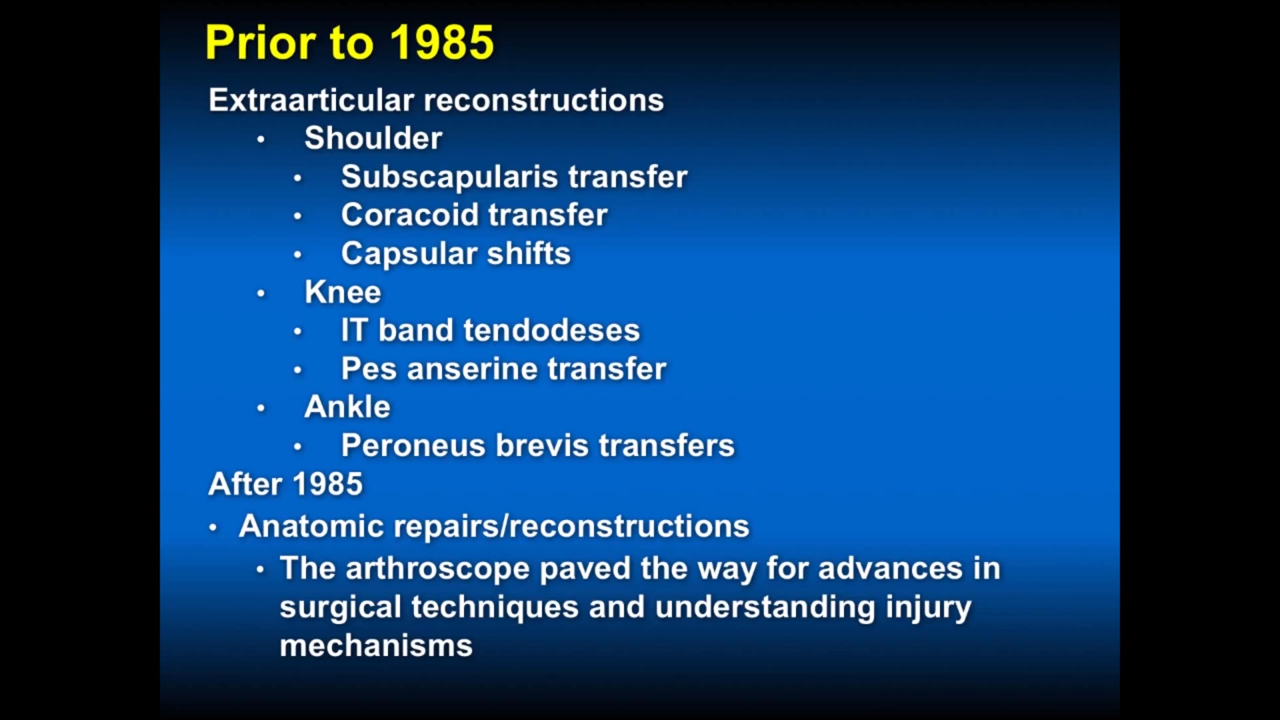 Prior to 1985
Extraarticular reconstructions
• Shoulder
• Subscapularis transfer
• Coracoid transfer
• Capsular shifts
• Knee
• IT band tendodeses
• Pes anserine transfer
• Ankle
• Peroneus brevis transfers
After 1985
• Anatomic repairs/reconstructions
• The arthroscope paved the way for advances in
surgical techniques and understanding injury
mechanisms